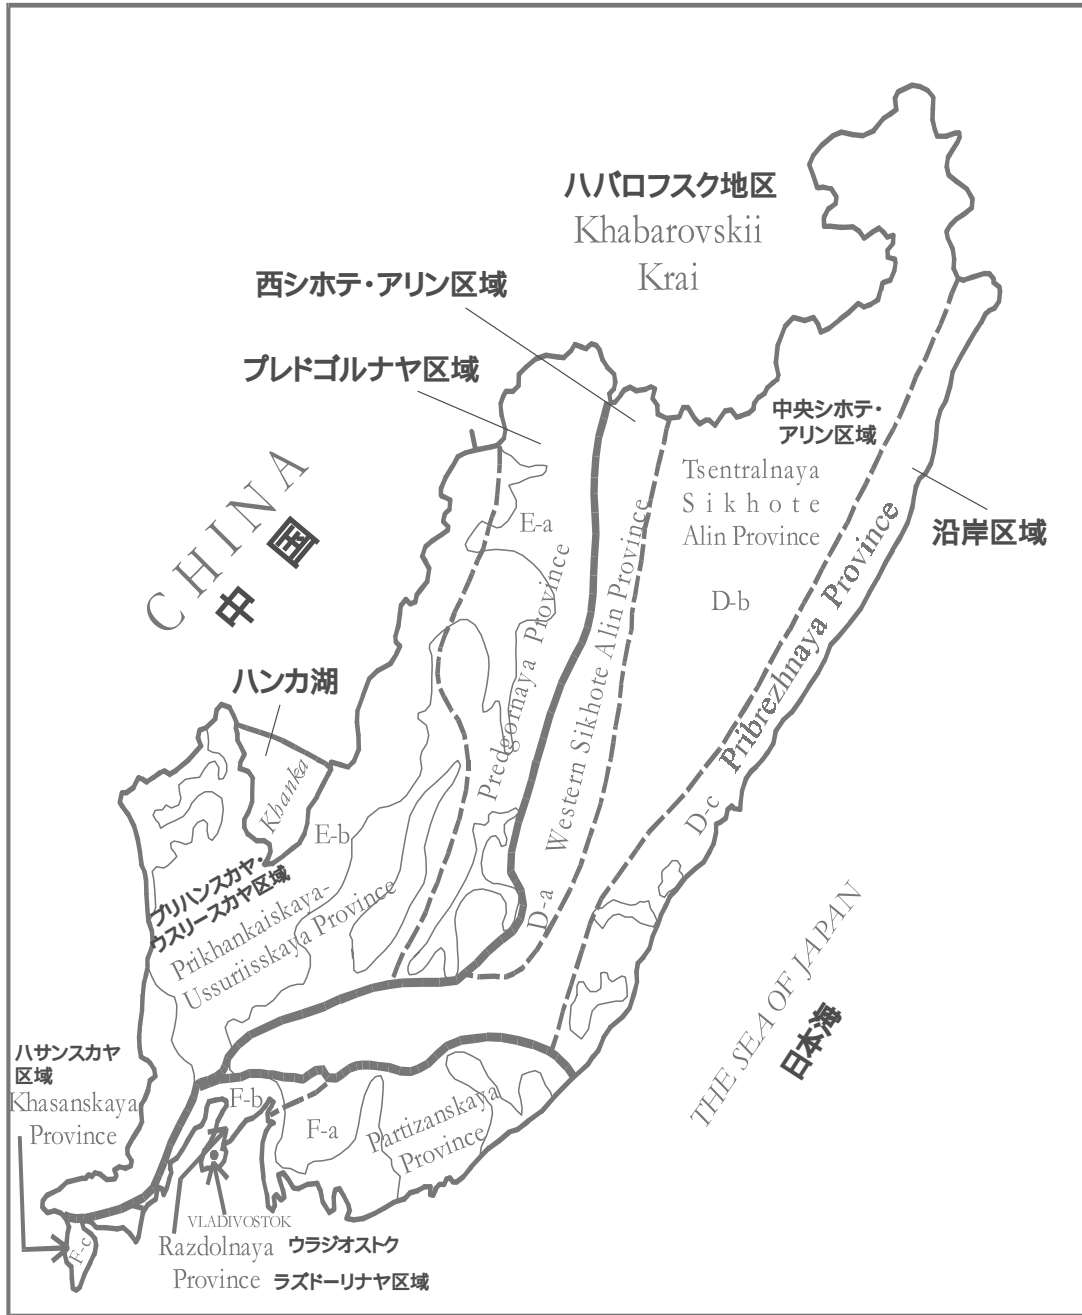 ハバロフスク地区
Khabarovskii
Krai
西シホテ・アリン区域
プレドゴルナヤ区域
中央シホテ・
アリン区域
Tsentralnaya
Sikhote
Alin Province
D-b
沿岸区域
Pribrezhnaya Province
D-c
CHINA
中国
E-a
Predgornaya Province
Western Sikhote Alin Province
D-a
ハンカ湖
Khanka
E-b
プリハンスカヤ・
ウスリースカヤ区域
Prikhankaiskaya-
Ussuriisskaya Province
THE SEA OF JAPAN
日本海
ハサンスカヤ
区域
Khasanskaya
Province
F-b
F-a
Partizanskaya
Province
F-c
VLADIVOSTOK
ウラジオストク
Razdolnaya
Province
ラズドーリナヤ区域